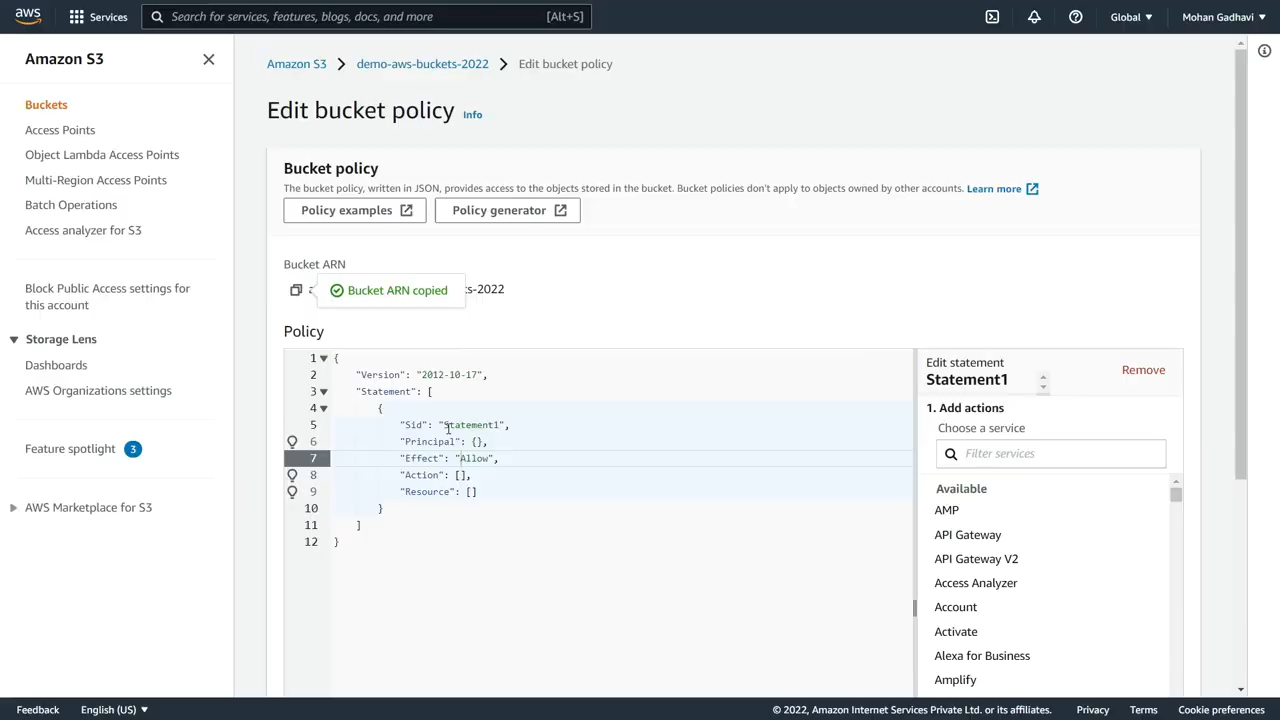 aws Services Search for services, features, blogs, docs, and more [Alt+S] Global Mohan Gadhavi
Amazon S3
Buckets
Access Points
Object Lambda Access Points
Multi-Region Access Points
Batch Operations
Access analyzer for S3
Block Public Access settings for
this account
Storage Lens
Dashboards
AWS Organizations settings
Feature spotlight 3
AWS Marketplace for S3
Amazon S3 demo-aws-buckets-2022 Edit bucket policy
Edit bucket policy Info
Bucket policy
The bucket policy, written in JSON, provides access to the objects stored in the bucket. Bucket policies don't apply to objects owned by other accounts. Learn more
Policy examples Policy generator
Bucket ARN
Bucket ARN copied ts-2022
Policy
1 {
2 "Version": "2012-10-17",
3 "Statement": [
4 {
5 "Sid": "Statement1",
6 "Principal": {},
7 "Effect": "Allow",
8 "Action": [],
9 "Resource": []
10 }
11 ]
12 }
Edit statement
Statement1
Remove
1. Add actions
Choose a service
Filter services
Available
AMP
API Gateway
API Gateway V2
Access Analyzer
Account
Activate
Alexa for Business
Amplify
Feedback English (US) © 2022, Amazon Internet Services Private Ltd. or its affiliates. Privacy Terms Cookie preferences